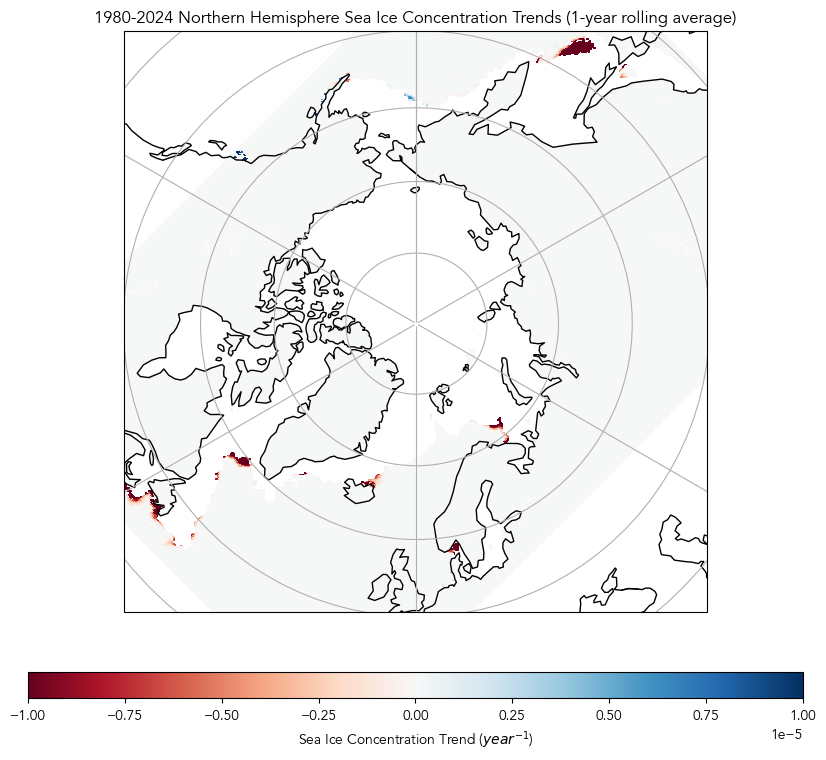 1980-2024 Northern Hemisphere Sea Ice Concentration Trends (1-year rolling average)
−1.00 −0.75 −0.50 −0.25 0.00 0.25 0.50 0.75 1.00
1e−5
Sea Ice Concentration Trend (year⁻¹)